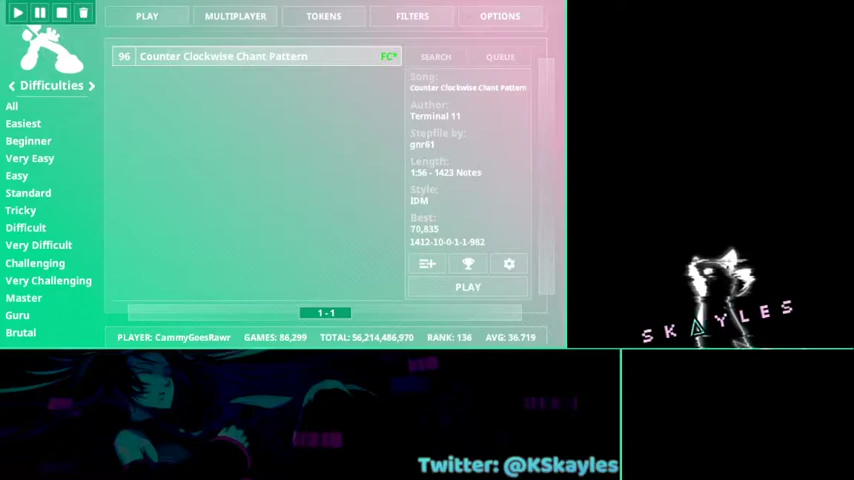 PLAY
MULTIPLAYER
TOKENS
FILTERS
OPTIONS
Difficulties
All
Easiest
Beginner
Very Easy
Easy
Standard
Tricky
Difficult
Very Difficult
Challenging
Very Challenging
Master
Guru
Brutal
96 Counter Clockwise Chant Pattern FC*
SEARCH
QUEUE
Song:
Counter Clockwise Chant Pattern
Author:
Terminal 11
Stepfile by:
gnr61
Length:
1:56 - 1423 Notes
Style:
IDM
Best:
70,835
1412-10-0-1-1-982
PLAY
1 - 1
PLAYER: CammyGoesRawr GAMES: 86,299 TOTAL: 56,214,486,970 RANK: 136 AVG: 36.719
SKAYLES
Twitter: @KSkayles